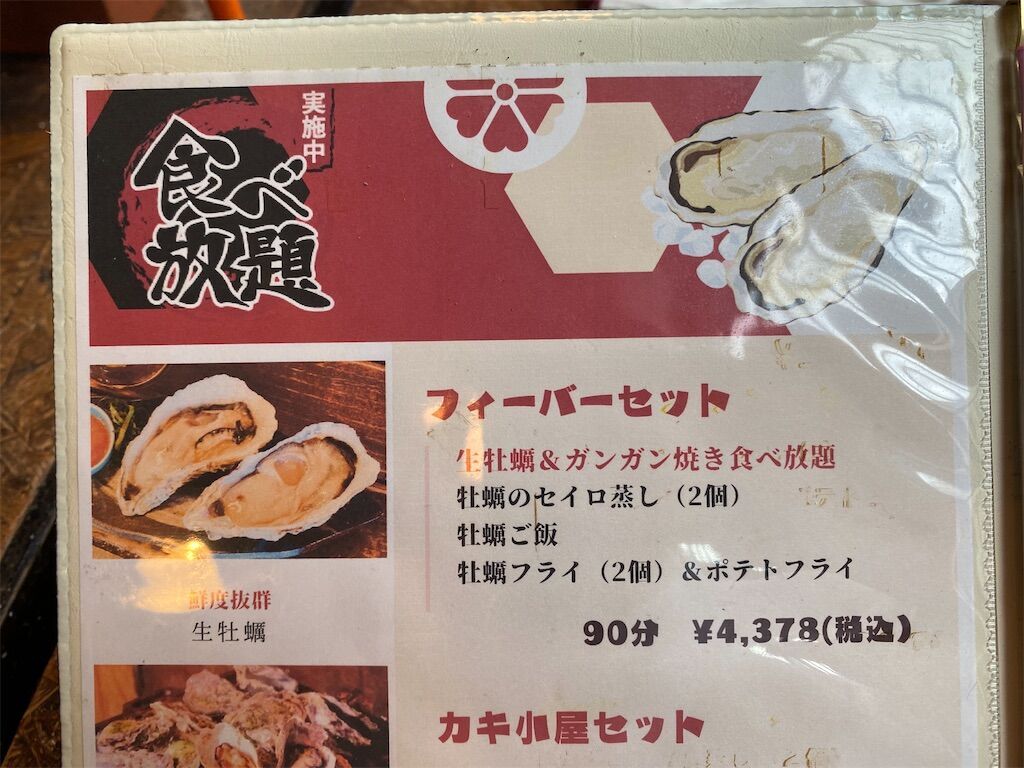 実施中
食べ
放題
フィーバーセット
生牡蠣＆ガンガン焼き食べ放題
牡蠣のセイロ蒸し（2個）
牡蠣ご飯
牡蠣フライ（2個）＆ポテトフライ
90分 ¥4,378(税込)
鮮度抜群
生牡蠣
カキ小屋セット